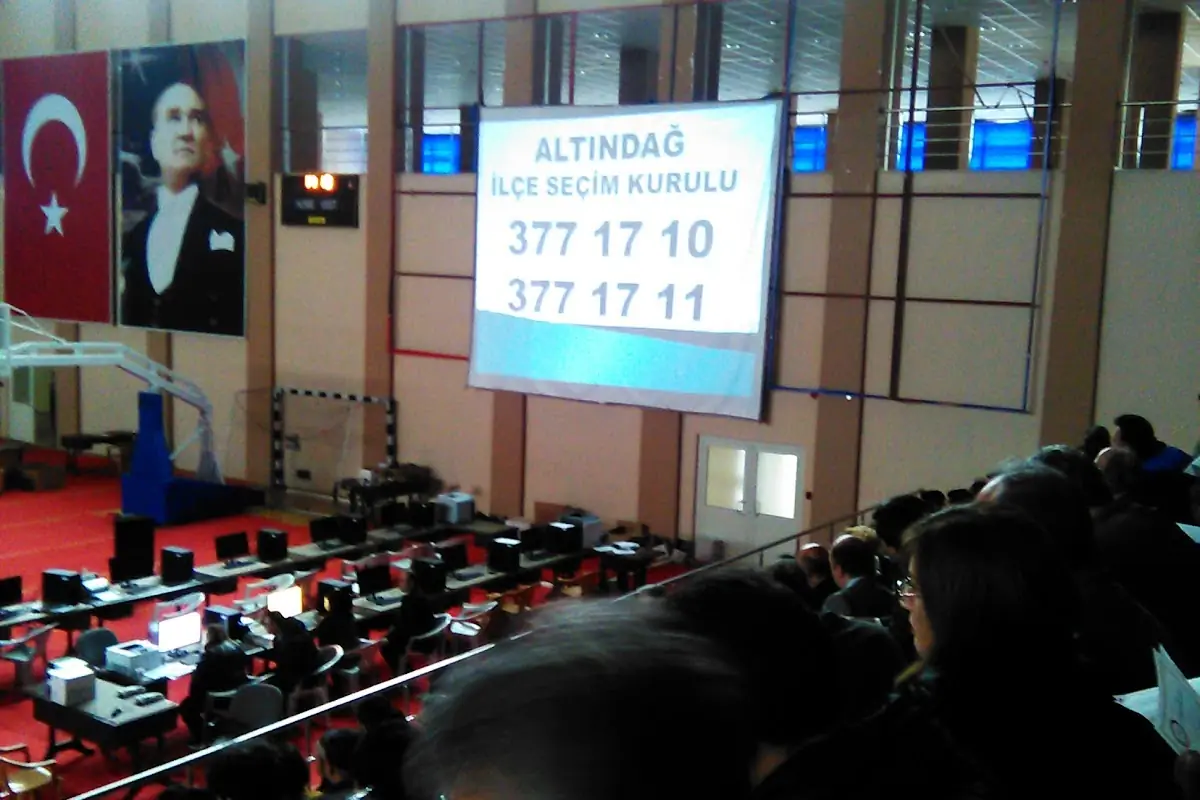 ALTINDAĞ
İLÇE SEÇİM KURULU
377 17 10
377 17 11